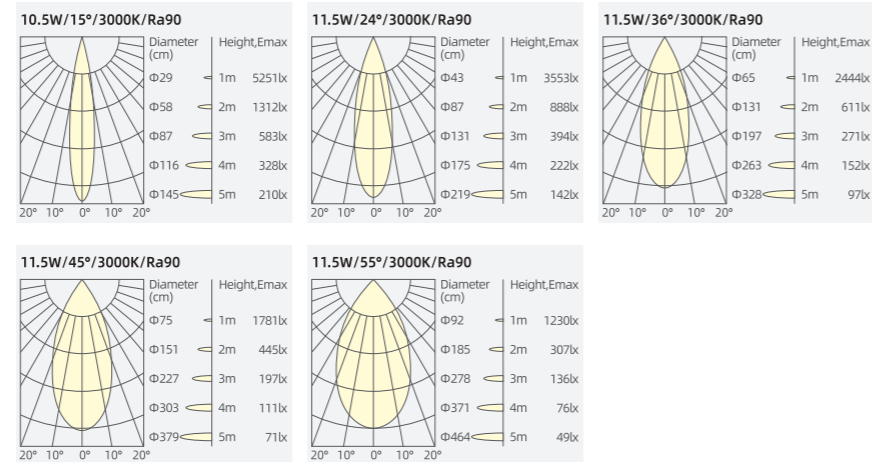 10.5W/15°/3000K/Ra90
Diameter (cm) Height,Emax
Φ29 1m 5251lx
Φ58 2m 1312lx
Φ87 3m 583lx
Φ116 4m 328lx
Φ145 5m 210lx
20° 10° 0° 10° 20°
11.5W/24°/3000K/Ra90
Diameter (cm) Height,Emax
Φ43 1m 3553lx
Φ87 2m 888lx
Φ131 3m 394lx
Φ175 4m 222lx
Φ219 5m 142lx
20° 10° 0° 10° 20°
11.5W/36°/3000K/Ra90
Diameter (cm) Height,Emax
Φ65 1m 2444lx
Φ131 2m 611lx
Φ197 3m 271lx
Φ263 4m 152lx
Φ328 5m 97lx
20° 10° 0° 10° 20°
11.5W/45°/3000K/Ra90
Diameter (cm) Height,Emax
Φ75 1m 1781lx
Φ151 2m 445lx
Φ227 3m 197lx
Φ303 4m 111lx
Φ379 5m 71lx
20° 10° 0° 10° 20°
11.5W/55°/3000K/Ra90
Diameter (cm) Height,Emax
Φ92 1m 1230lx
Φ185 2m 307lx
Φ278 3m 136lx
Φ371 4m 76lx
Φ464 5m 49lx
20° 10° 0° 10° 20°